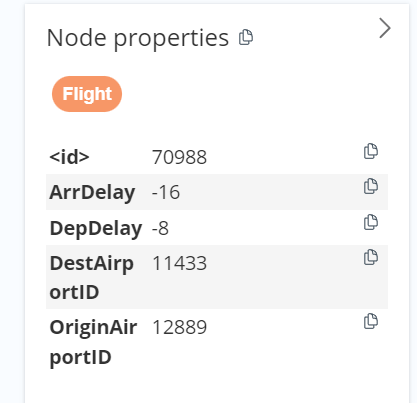 Node properties
Flight
<id> 70988
ArrDelay -16
DepDelay -8
DestAirp 11433
ortID
OriginAir 12889
portID